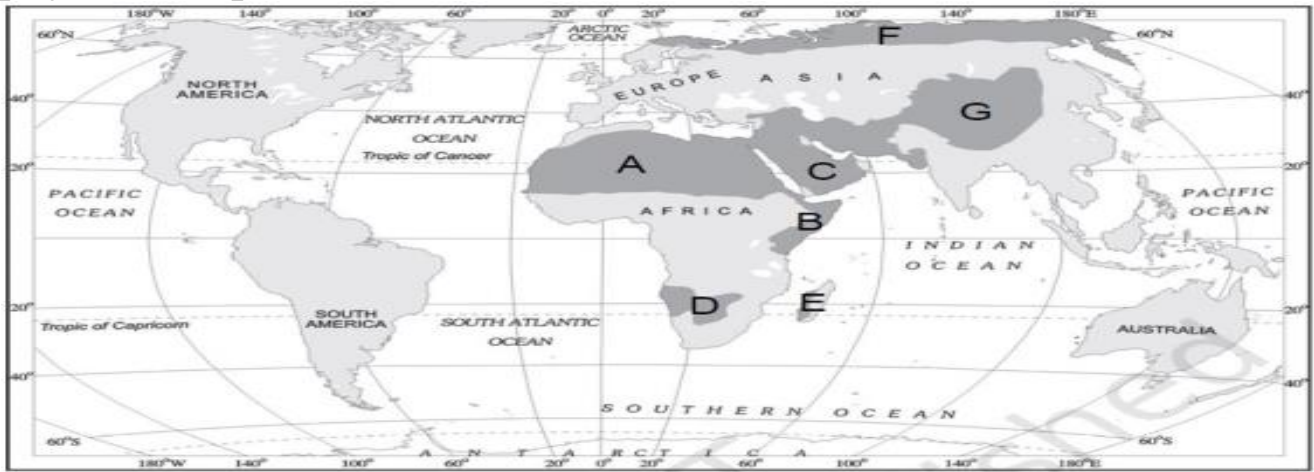 180°W 140° 100° 60° 20° 0° 20° 60° 100° 140° 180°E
60°N ARCTIC OCEAN 60°N
F
EUROPE ASIA
NORTH AMERICA
40° G 40°
NORTH ATLANTIC OCEAN
Tropic of Cancer
20° A C 20°
PACIFIC OCEAN AFRICA PACIFIC OCEAN
B
INDIAN OCEAN
20° D E 20°
Tropic of Capricorn
SOUTH AMERICA
SOUTH ATLANTIC OCEAN
AUSTRALIA
40° 40°
SOUTHERN OCEAN
60°S 60°S
ANTARCTICA
180°W 140° 100° 60° 20° 0° 20° 60° 100° 140° 180°E